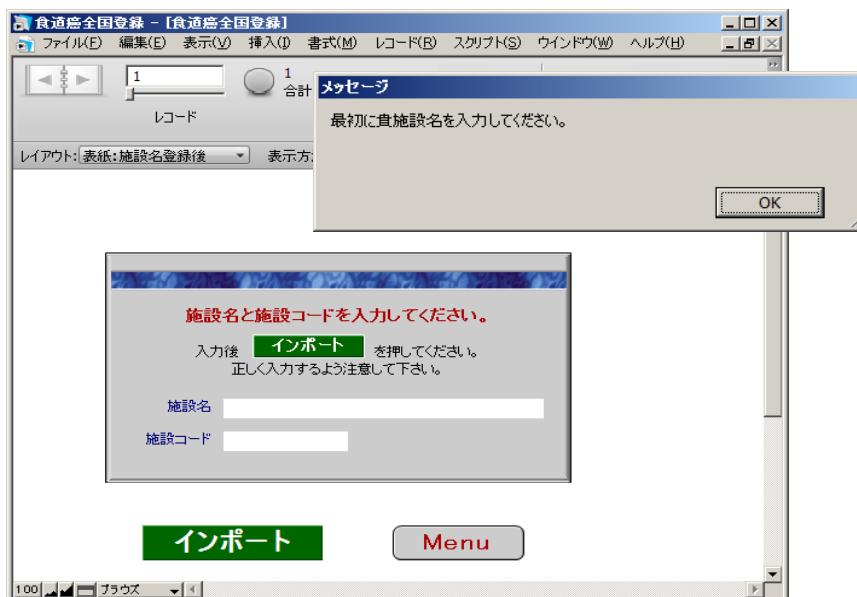 食道癌全国登録 - [食道癌全国登録]
ファイル(F) 編集(E) 表示(V) 挿入(I) 書式(M) レコード(R) スクリプト(S) ウインドウ(W) ヘルプ(H)
1
1
合計
レコード
メッセージ
最初に貴施設名を入力してください。
OK
レイアウト: 表紙:施設名登録後 表示方
施設名と施設コードを入力してください。
入力後 インポート を押してください。
正しく入力するよう注意して下さい。
施設名
施設コード
インポート Menu
100 ブラウズ